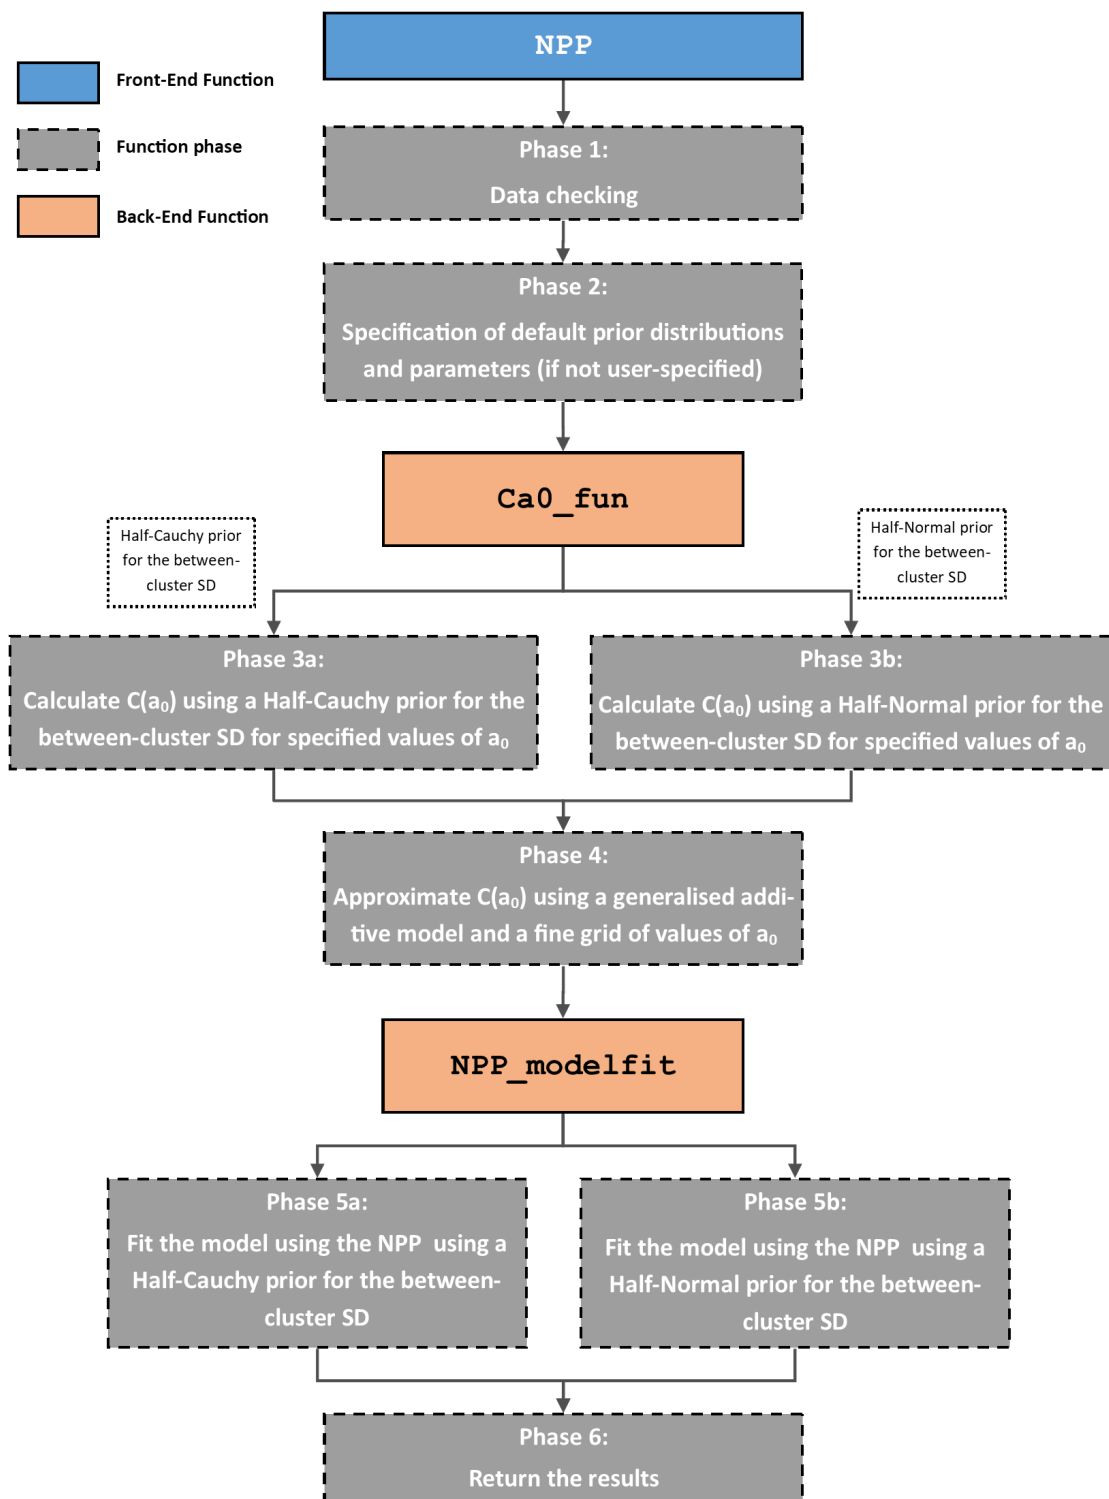 NPP
Front-End Function
Function phase
Back-End Function
Phase 1:
Data checking
Phase 2:
Specification of default prior distributions
and parameters (if not user-specified)
Ca0_fun
Half-Cauchy prior
for the between-
cluster SD
Half-Normal prior
for the between-
cluster SD
Phase 3a:
Calculate C(a₀) using a Half-Cauchy prior for the
between-cluster SD for specified values of a₀
Phase 3b:
Calculate C(a₀) using a Half-Normal prior for the
between-cluster SD for specified values of a₀
Phase 4:
Approximate C(a₀) using a generalised addi-
tive model and a fine grid of values of a₀
NPP_modelfit
Phase 5a:
Fit the model using the NPP using a
Half-Cauchy prior for the between-
cluster SD
Phase 5b:
Fit the model using the NPP using a
Half-Normal prior for the between-
cluster SD
Phase 6:
Return the results